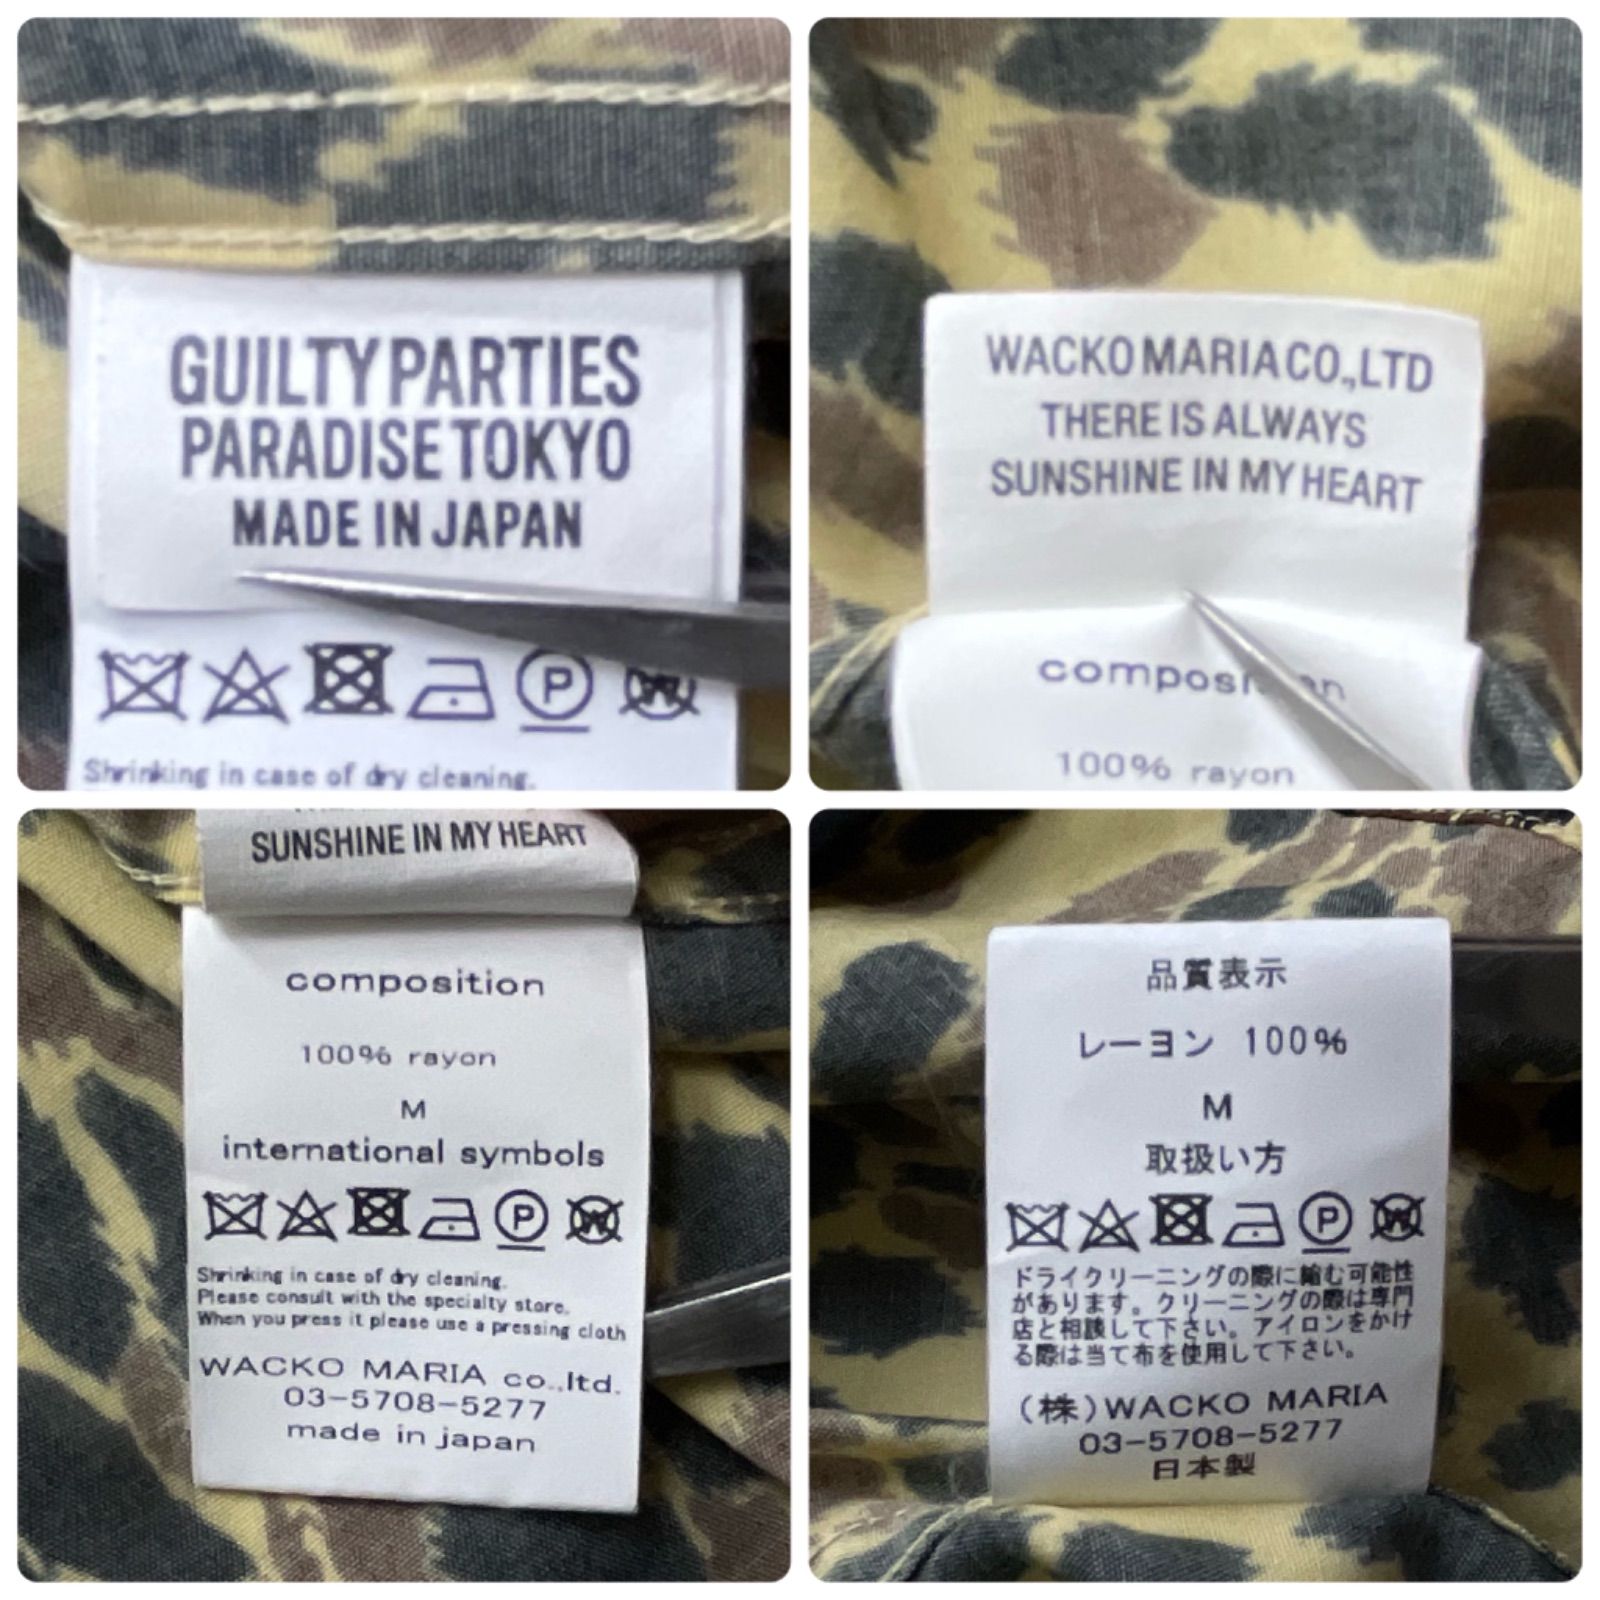 GUILTY PARTIES
PARADISE TOKYO
MADE IN JAPAN
P
W
Shrinking in case of dry cleaning.
WACKO MARIA CO.,LTD
THERE IS ALWAYS
SUNSHINE IN MY HEART
composition
100% rayon
SUNSHINE IN MY HEART
composition
100% rayon
M
international symbols
P
W
Shrinking in case of dry cleaning.
Please consult with the specialty store.
When you press it please use a pressing cloth
WACKO MARIA co.,ltd.
03-5708-5277
made in japan
品質表示
レーヨン 100%
M
取扱い方
P
W
ドライクリーニングの際に縮む可能性
があります。クリーニングの際は専門
店と相談して下さい。アイロンをかけ
る際は当て布を使用して下さい。
(株)WACKO MARIA
03-5708-5277
日本製